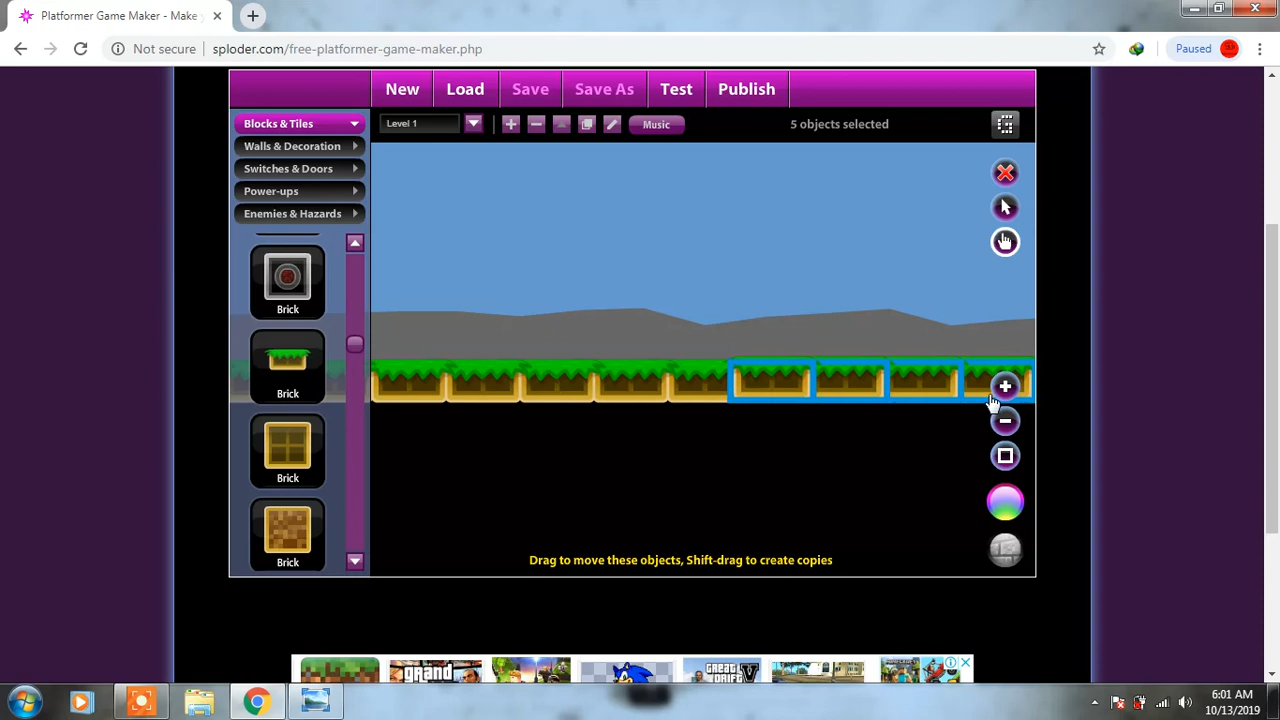 Platformer Game Maker - Make
Not secure
sploder.com/free-platformer-game-maker.php
Paused
New
Load
Save
Save As
Test
Publish
Blocks & Tiles
Level 1
Music
5 objects selected
Walls & Decoration
Switches & Doors
Power-ups
Enemies & Hazards
Brick
Brick
Brick
Brick
Drag to move these objects, Shift-drag to create copies
6:01 AM
10/13/2019